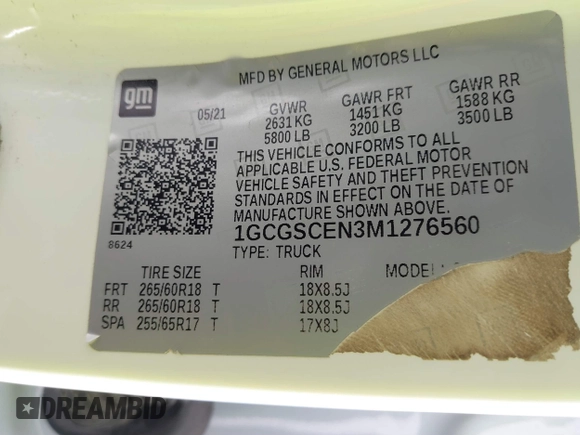 MFD BY GENERAL MOTORS LLC
gm
05/21
GVWR
2631 KG
5800 LB
GAWR FRT
1451 KG
3200 LB
GAWR RR
1588 KG
3500 LB
THIS VEHICLE CONFORMS TO ALL
APPLICABLE U.S. FEDERAL MOTOR
VEHICLE SAFETY AND THEFT PREVENTION
STANDARDS IN EFFECT ON THE DATE OF
MANUFACTURE SHOWN ABOVE.
8624
1GCGSCEN3M1276560
TYPE: TRUCK
TIRE SIZE RIM
FRT 265/60R18 T 18X8.5J
RR 265/60R18 T 18X8.5J
SPA 255/65R17 T 17X8J
DREAMBID